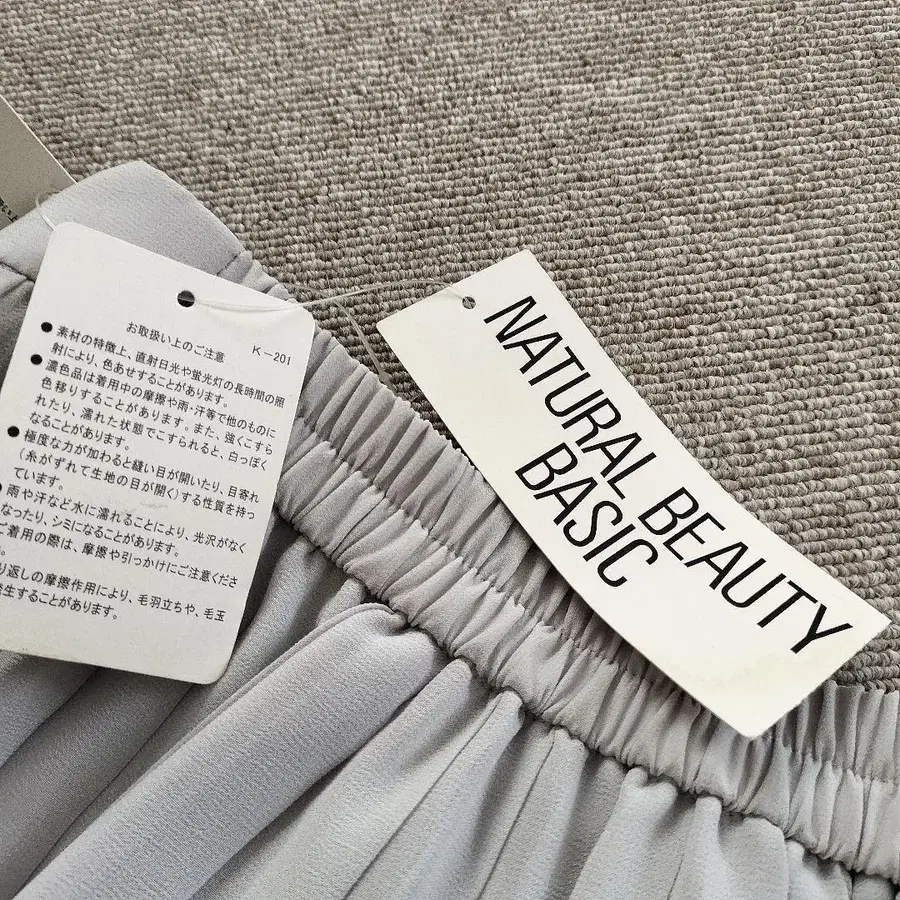 お取扱い上のご注意
K-201
● 素材の特徴上、直射日光や蛍光灯の長時間の照
射により、色あせすることがあります。
● 濃色品は着用中の摩擦や雨・汗等で他のものに
色移りすることがあります。また、強くこすら
れたり、濡れた状態でこすられると、白っぽく
なることがあります。
● 極度な力が加わると縫い目が開いたり、目寄れ
(糸がずれて生地の目が開く)する性質を持っ
ています。
雨や汗など水に濡れることにより、光沢がなく
なったり、シミになることがあります。
ご着用の際は、摩擦や引っかけにご注意くださ
り返しの摩擦作用により、毛羽立ちや、毛玉
発生することがあります。
NATURAL BEAUTY
BASIC